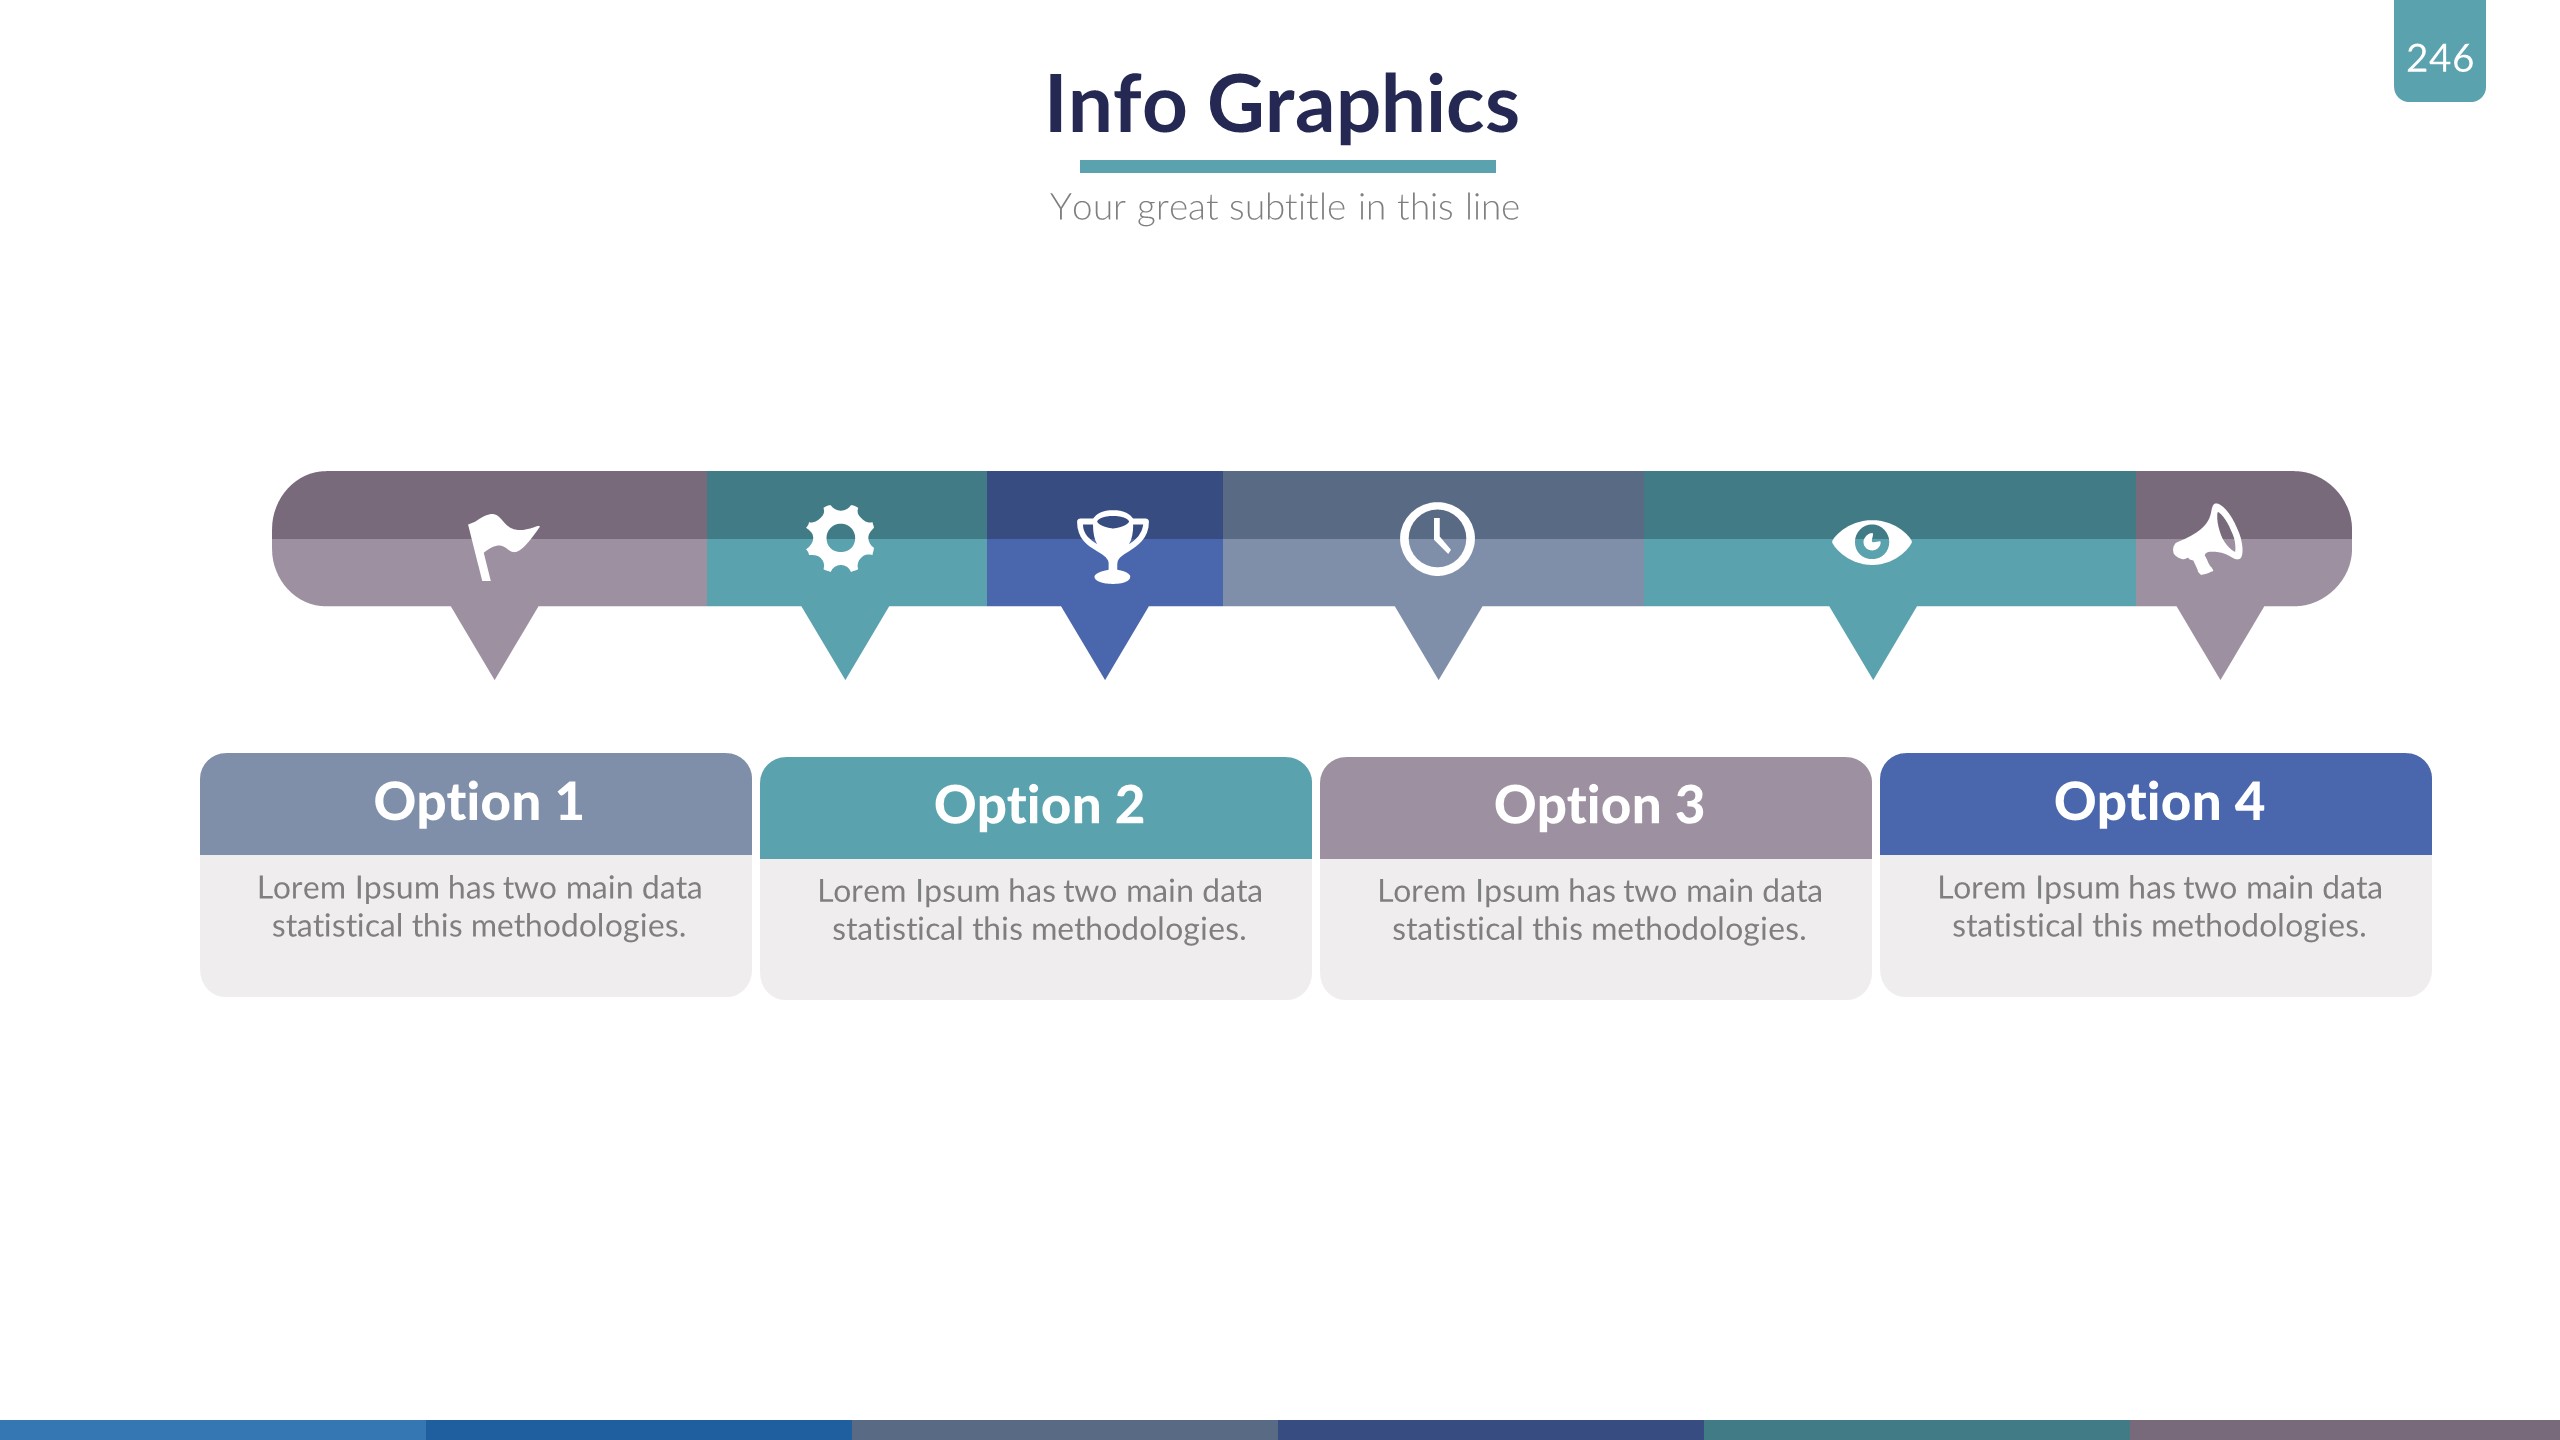 246
Info Graphics
Your great subtitle in this line
Option 1
Lorem Ipsum has two main data
statistical this methodologies.
Option 2
Lorem Ipsum has two main data
statistical this methodologies.
Option 3
Lorem Ipsum has two main data
statistical this methodologies.
Option 4
Lorem Ipsum has two main data
statistical this methodologies.